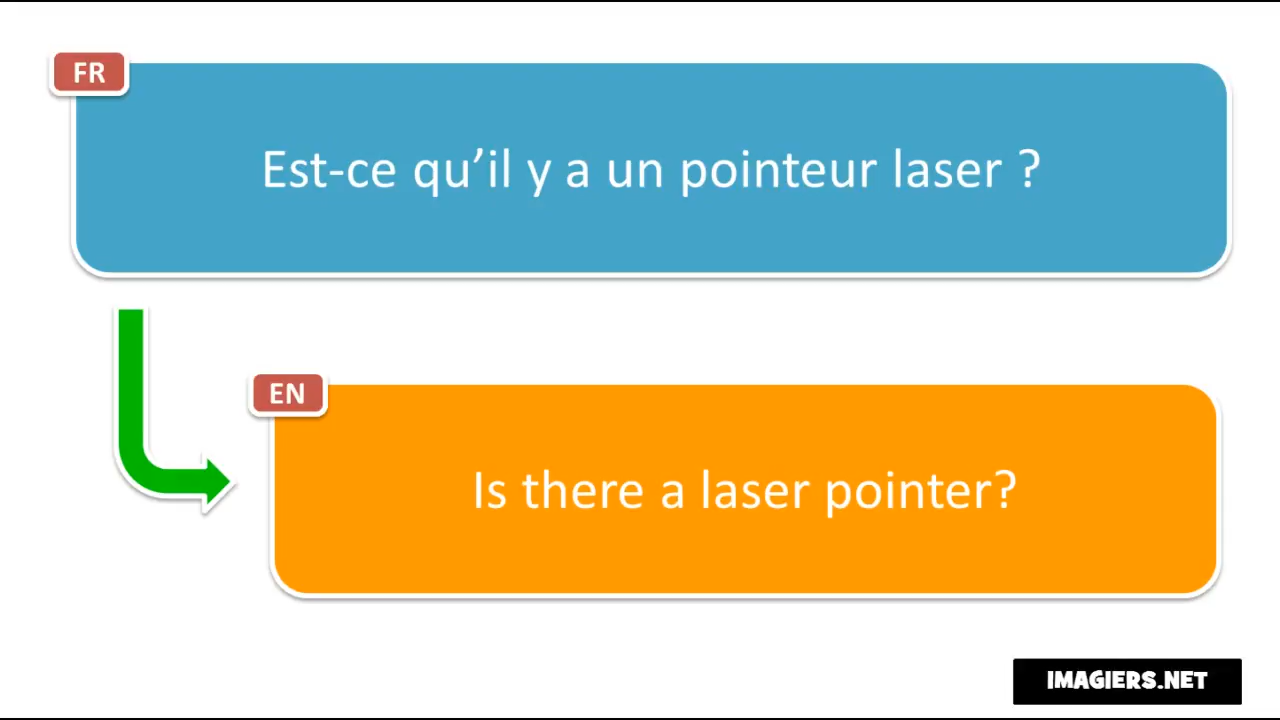 FR
Est-ce qu’il y a un pointeur laser ?
EN
Is there a laser pointer?
IMAGIERS.NET